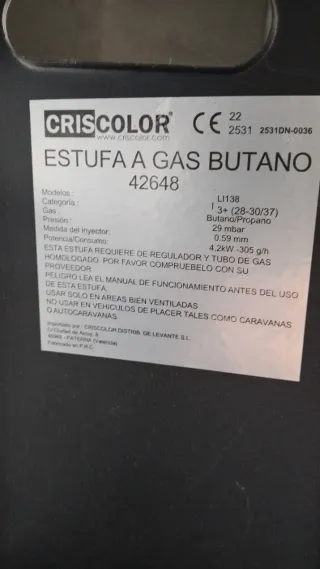 CRISCOLOR®
www.criscolor.com
CE 22
2531 2531DN-0036
ESTUFA A GAS BUTANO
42648
Modelos.: LI138
Categoría.: I 3+ (28-30/37)
Gas.: Butano/Propano
Presión.: 29 mbar
Medida del inyector: 0.59 mm
Potencia/Consumo: 4,2kW -305 g/h
ESTA ESTUFA REQUIERE DE REGULADOR Y TUBO DE GAS
HOMOLOGADO. POR FAVOR COMPRUEBELO CON SU
PROVEEDOR
PELIGRO LEA EL MANUAL DE FUNCIONAMIENTO ANTES DEL USO
DE ESTA ESTUFA.
USAR SOLO EN AREAS BIEN VENTILADAS
NO USAR EN VEHICULOS DE PLACER TALES COMO CARAVANAS
O AUTOCARAVANAS
Importado por : CRISCOLOR DISTRIB. DE LEVANTE S.L.
C/ Ciudad de
- PATERNA (Valencia)
Fabricado en P.R.C